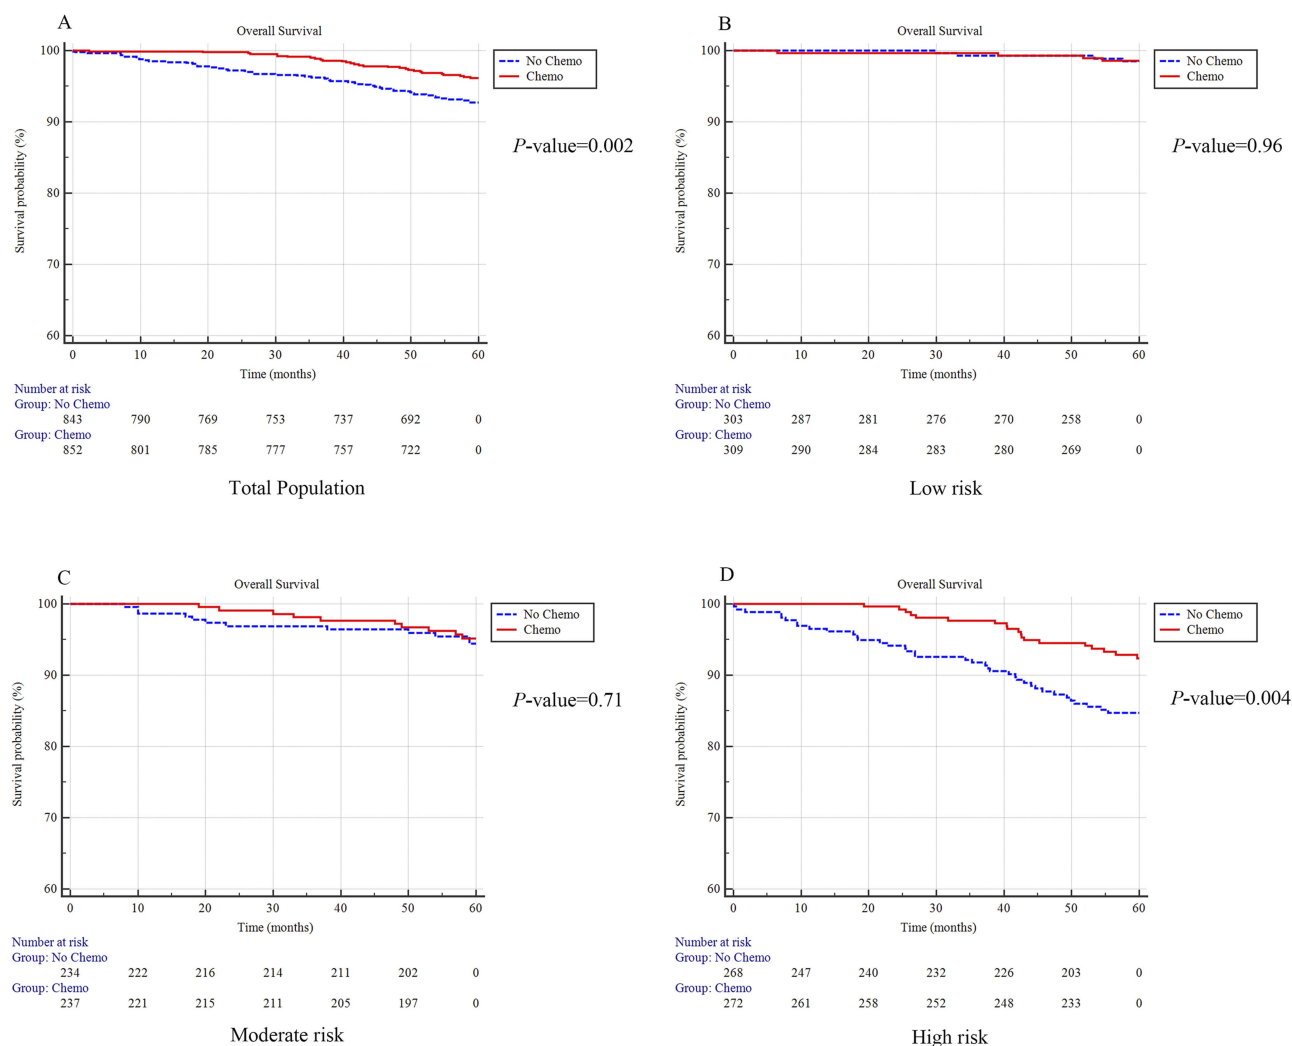 A
Overall Survival
100
90
80
70
60
Survival probability (%)
0 10 20 30 40 50 60
Time (months)
No Chemo
Chemo
P-value=0.002
Number at risk
Group: No Chemo
843 790 769 753 737 692 0
Group: Chemo
852 801 785 777 757 722 0
Total Population
B
Overall Survival
100
90
80
70
60
Survival probability (%)
0 10 20 30 40 50 60
Time (months)
No Chemo
Chemo
P-value=0.96
Number at risk
Group: No Chemo
303 287 281 276 270 258 0
Group: Chemo
309 290 284 283 280 269 0
Low risk
C
Overall Survival
100
90
80
70
60
Survival probability (%)
0 10 20 30 40 50 60
Time (months)
No Chemo
Chemo
P-value=0.71
Number at risk
Group: No Chemo
234 222 216 214 211 202 0
Group: Chemo
237 221 215 211 205 197 0
Moderate risk
D
Overall Survival
100
90
80
70
60
Survival probability (%)
0 10 20 30 40 50 60
Time (months)
No Chemo
Chemo
P-value=0.004
Number at risk
Group: No Chemo
268 247 240 232 226 203 0
Group: Chemo
272 261 258 252 248 233 0
High risk